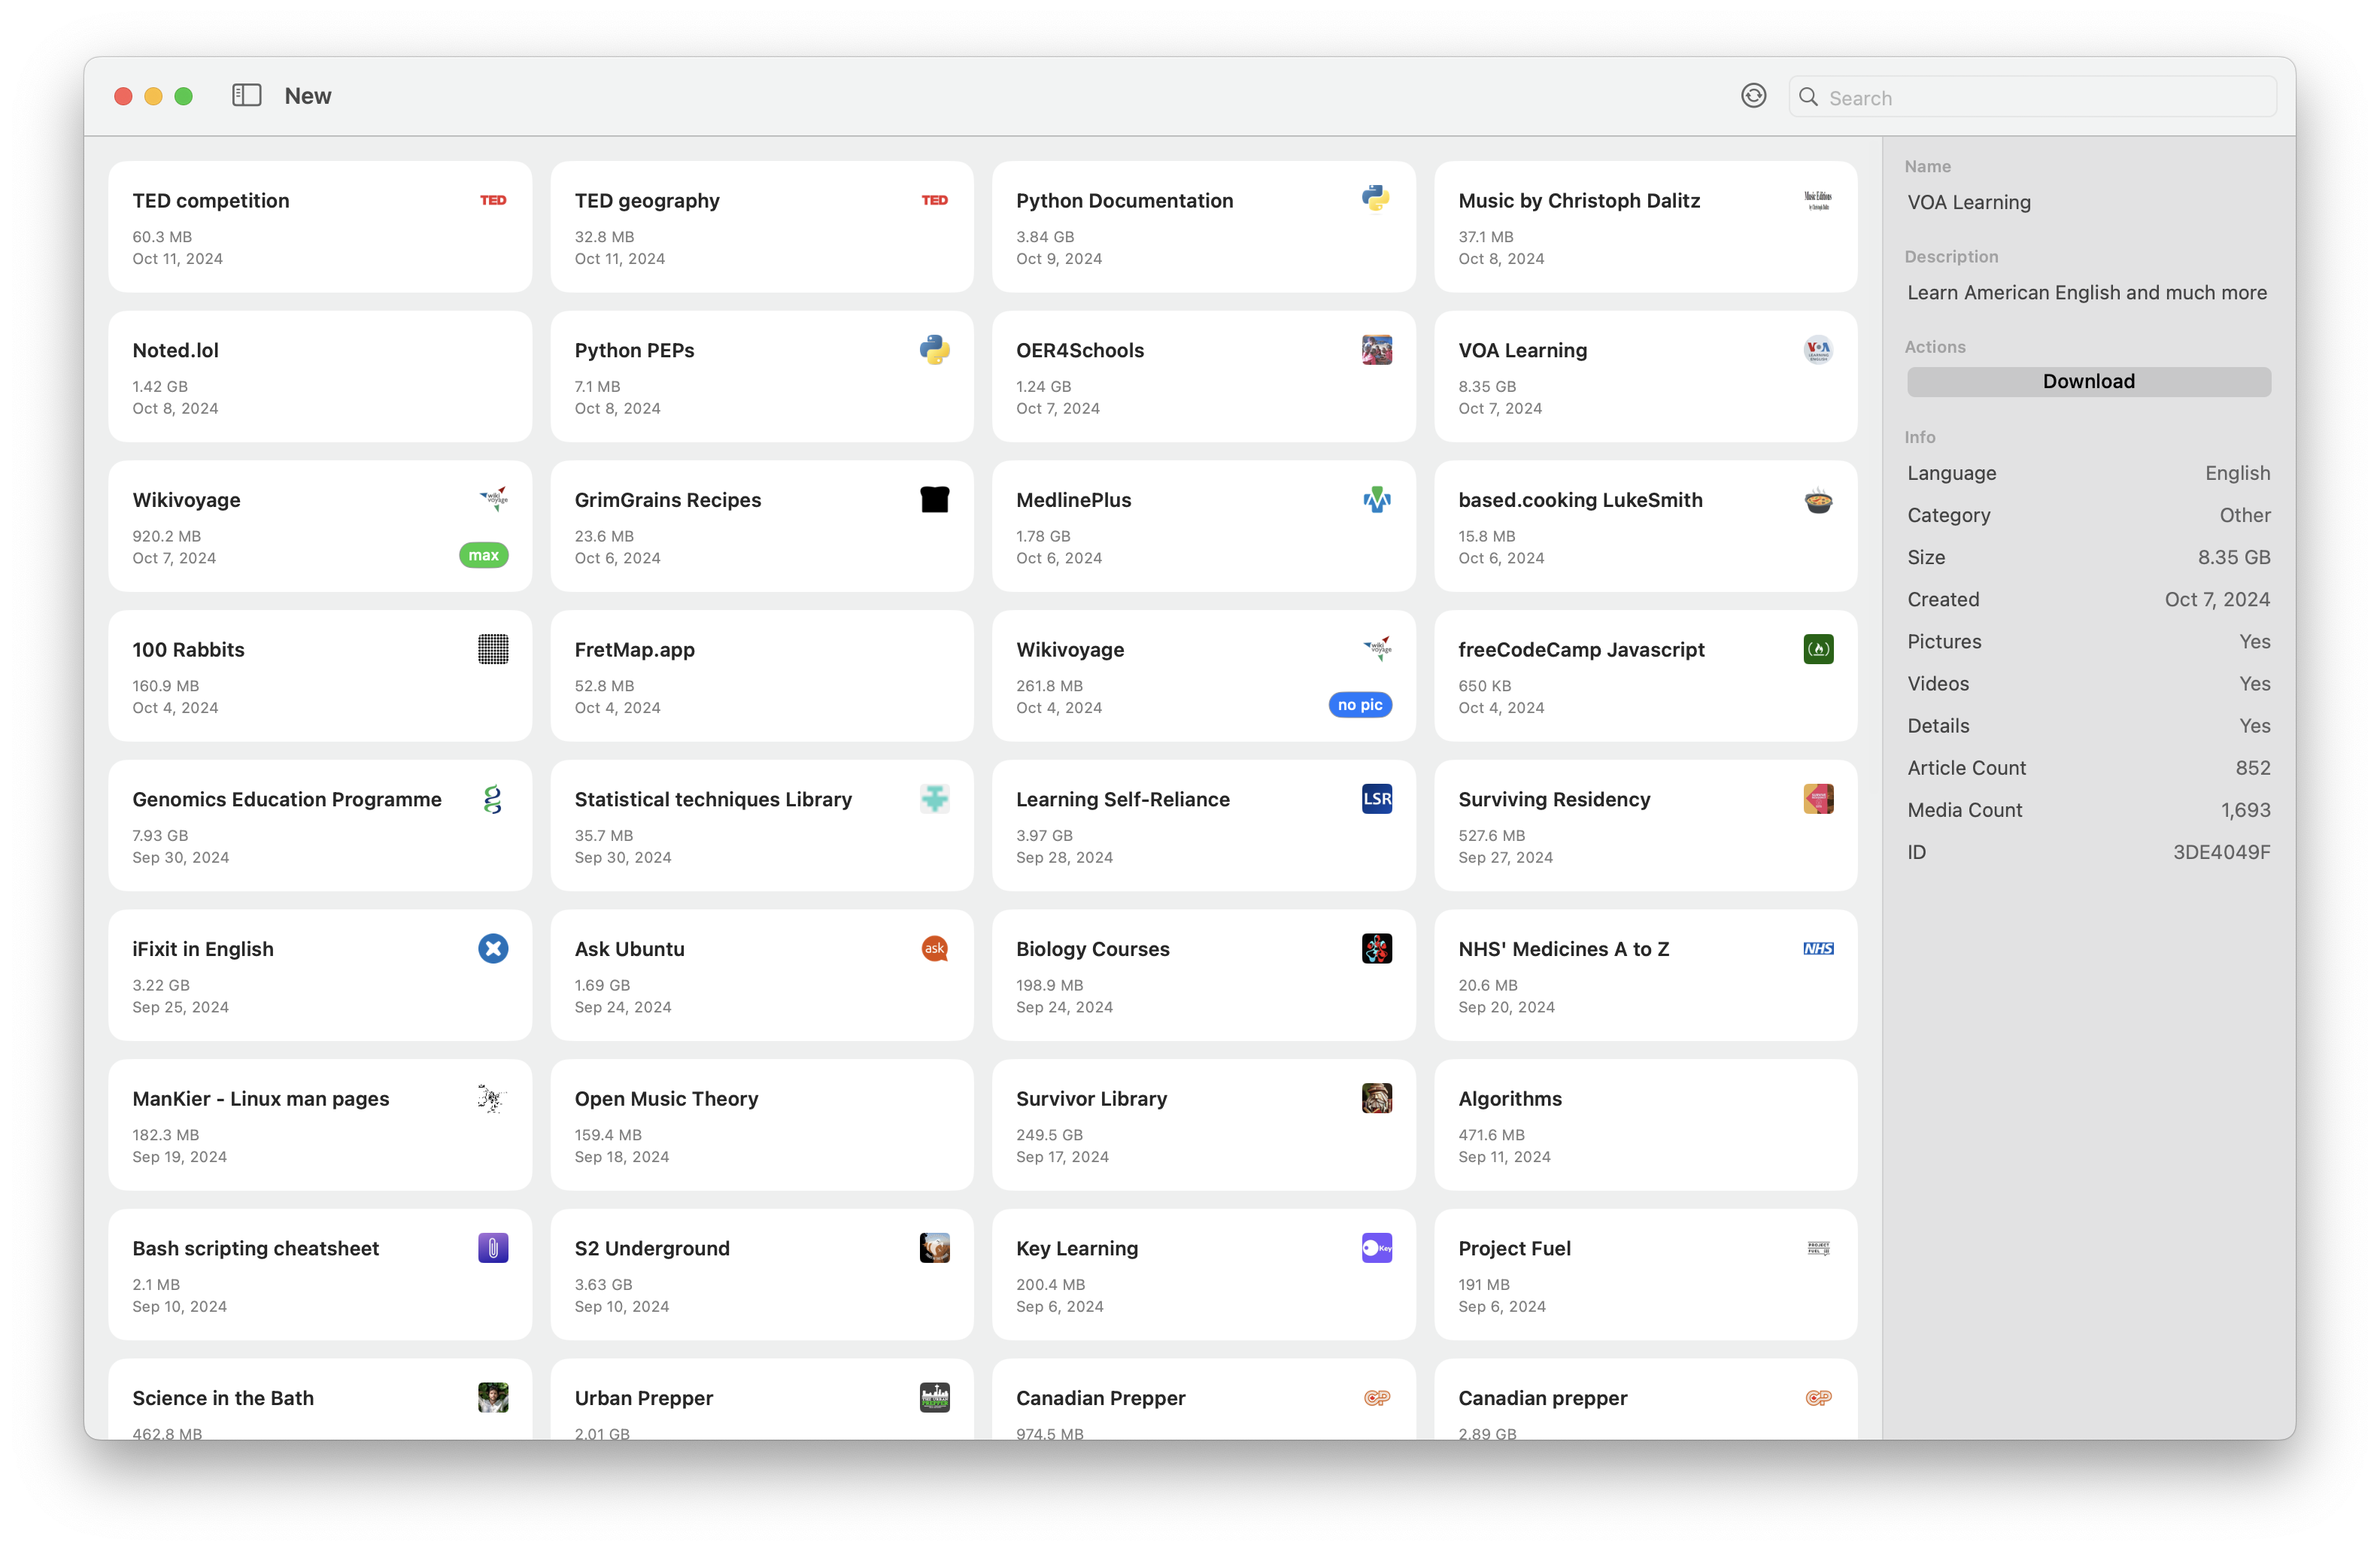 New
Search
TED competition
TED
60.3 MB
Oct 11, 2024
TED geography
TED
32.8 MB
Oct 11, 2024
Python Documentation
3.84 GB
Oct 9, 2024
Music by Christoph Dalitz
Music Editions
by Christoph Dalitz
37.1 MB
Oct 8, 2024
Noted.lol
1.42 GB
Oct 8, 2024
Python PEPs
7.1 MB
Oct 8, 2024
OER4Schools
1.24 GB
Oct 7, 2024
VOA Learning
VOA
LEARNING
ENGLISH
8.35 GB
Oct 7, 2024
Wikivoyage
wiki
voyage
920.2 MB
Oct 7, 2024
max
GrimGrains Recipes
23.6 MB
Oct 6, 2024
MedlinePlus
1.78 GB
Oct 6, 2024
based.cooking LukeSmith
15.8 MB
Oct 6, 2024
100 Rabbits
160.9 MB
Oct 4, 2024
FretMap.app
52.8 MB
Oct 4, 2024
Wikivoyage
wiki
voyage
261.8 MB
Oct 4, 2024
no pic
freeCodeCamp Javascript
650 KB
Oct 4, 2024
Genomics Education Programme
7.93 GB
Sep 30, 2024
Statistical techniques Library
35.7 MB
Sep 30, 2024
Learning Self-Reliance
LSR
3.97 GB
Sep 28, 2024
Surviving Residency
527.6 MB
Sep 27, 2024
iFixit in English
3.22 GB
Sep 25, 2024
Ask Ubuntu
ask
1.69 GB
Sep 24, 2024
Biology Courses
198.9 MB
Sep 24, 2024
NHS' Medicines A to Z
NHS
20.6 MB
Sep 20, 2024
ManKier - Linux man pages
182.3 MB
Sep 19, 2024
Open Music Theory
159.4 MB
Sep 18, 2024
Survivor Library
249.5 GB
Sep 17, 2024
Algorithms
471.6 MB
Sep 11, 2024
Bash scripting cheatsheet
2.1 MB
Sep 10, 2024
S2 Underground
3.63 GB
Sep 10, 2024
Key Learning
Key
200.4 MB
Sep 6, 2024
Project Fuel
PROJECT
FUEL
191 MB
Sep 6, 2024
Science in the Bath
462.8 MB
Urban Prepper
2.01 GB
Canadian Prepper
CP
974.5 MB
Canadian prepper
CP
2.89 GB
Name
VOA Learning
Description
Learn American English and much more
Actions
Download
Info
Language English
Category Other
Size 8.35 GB
Created Oct 7, 2024
Pictures Yes
Videos Yes
Details Yes
Article Count 852
Media Count 1,693
ID 3DE4049F